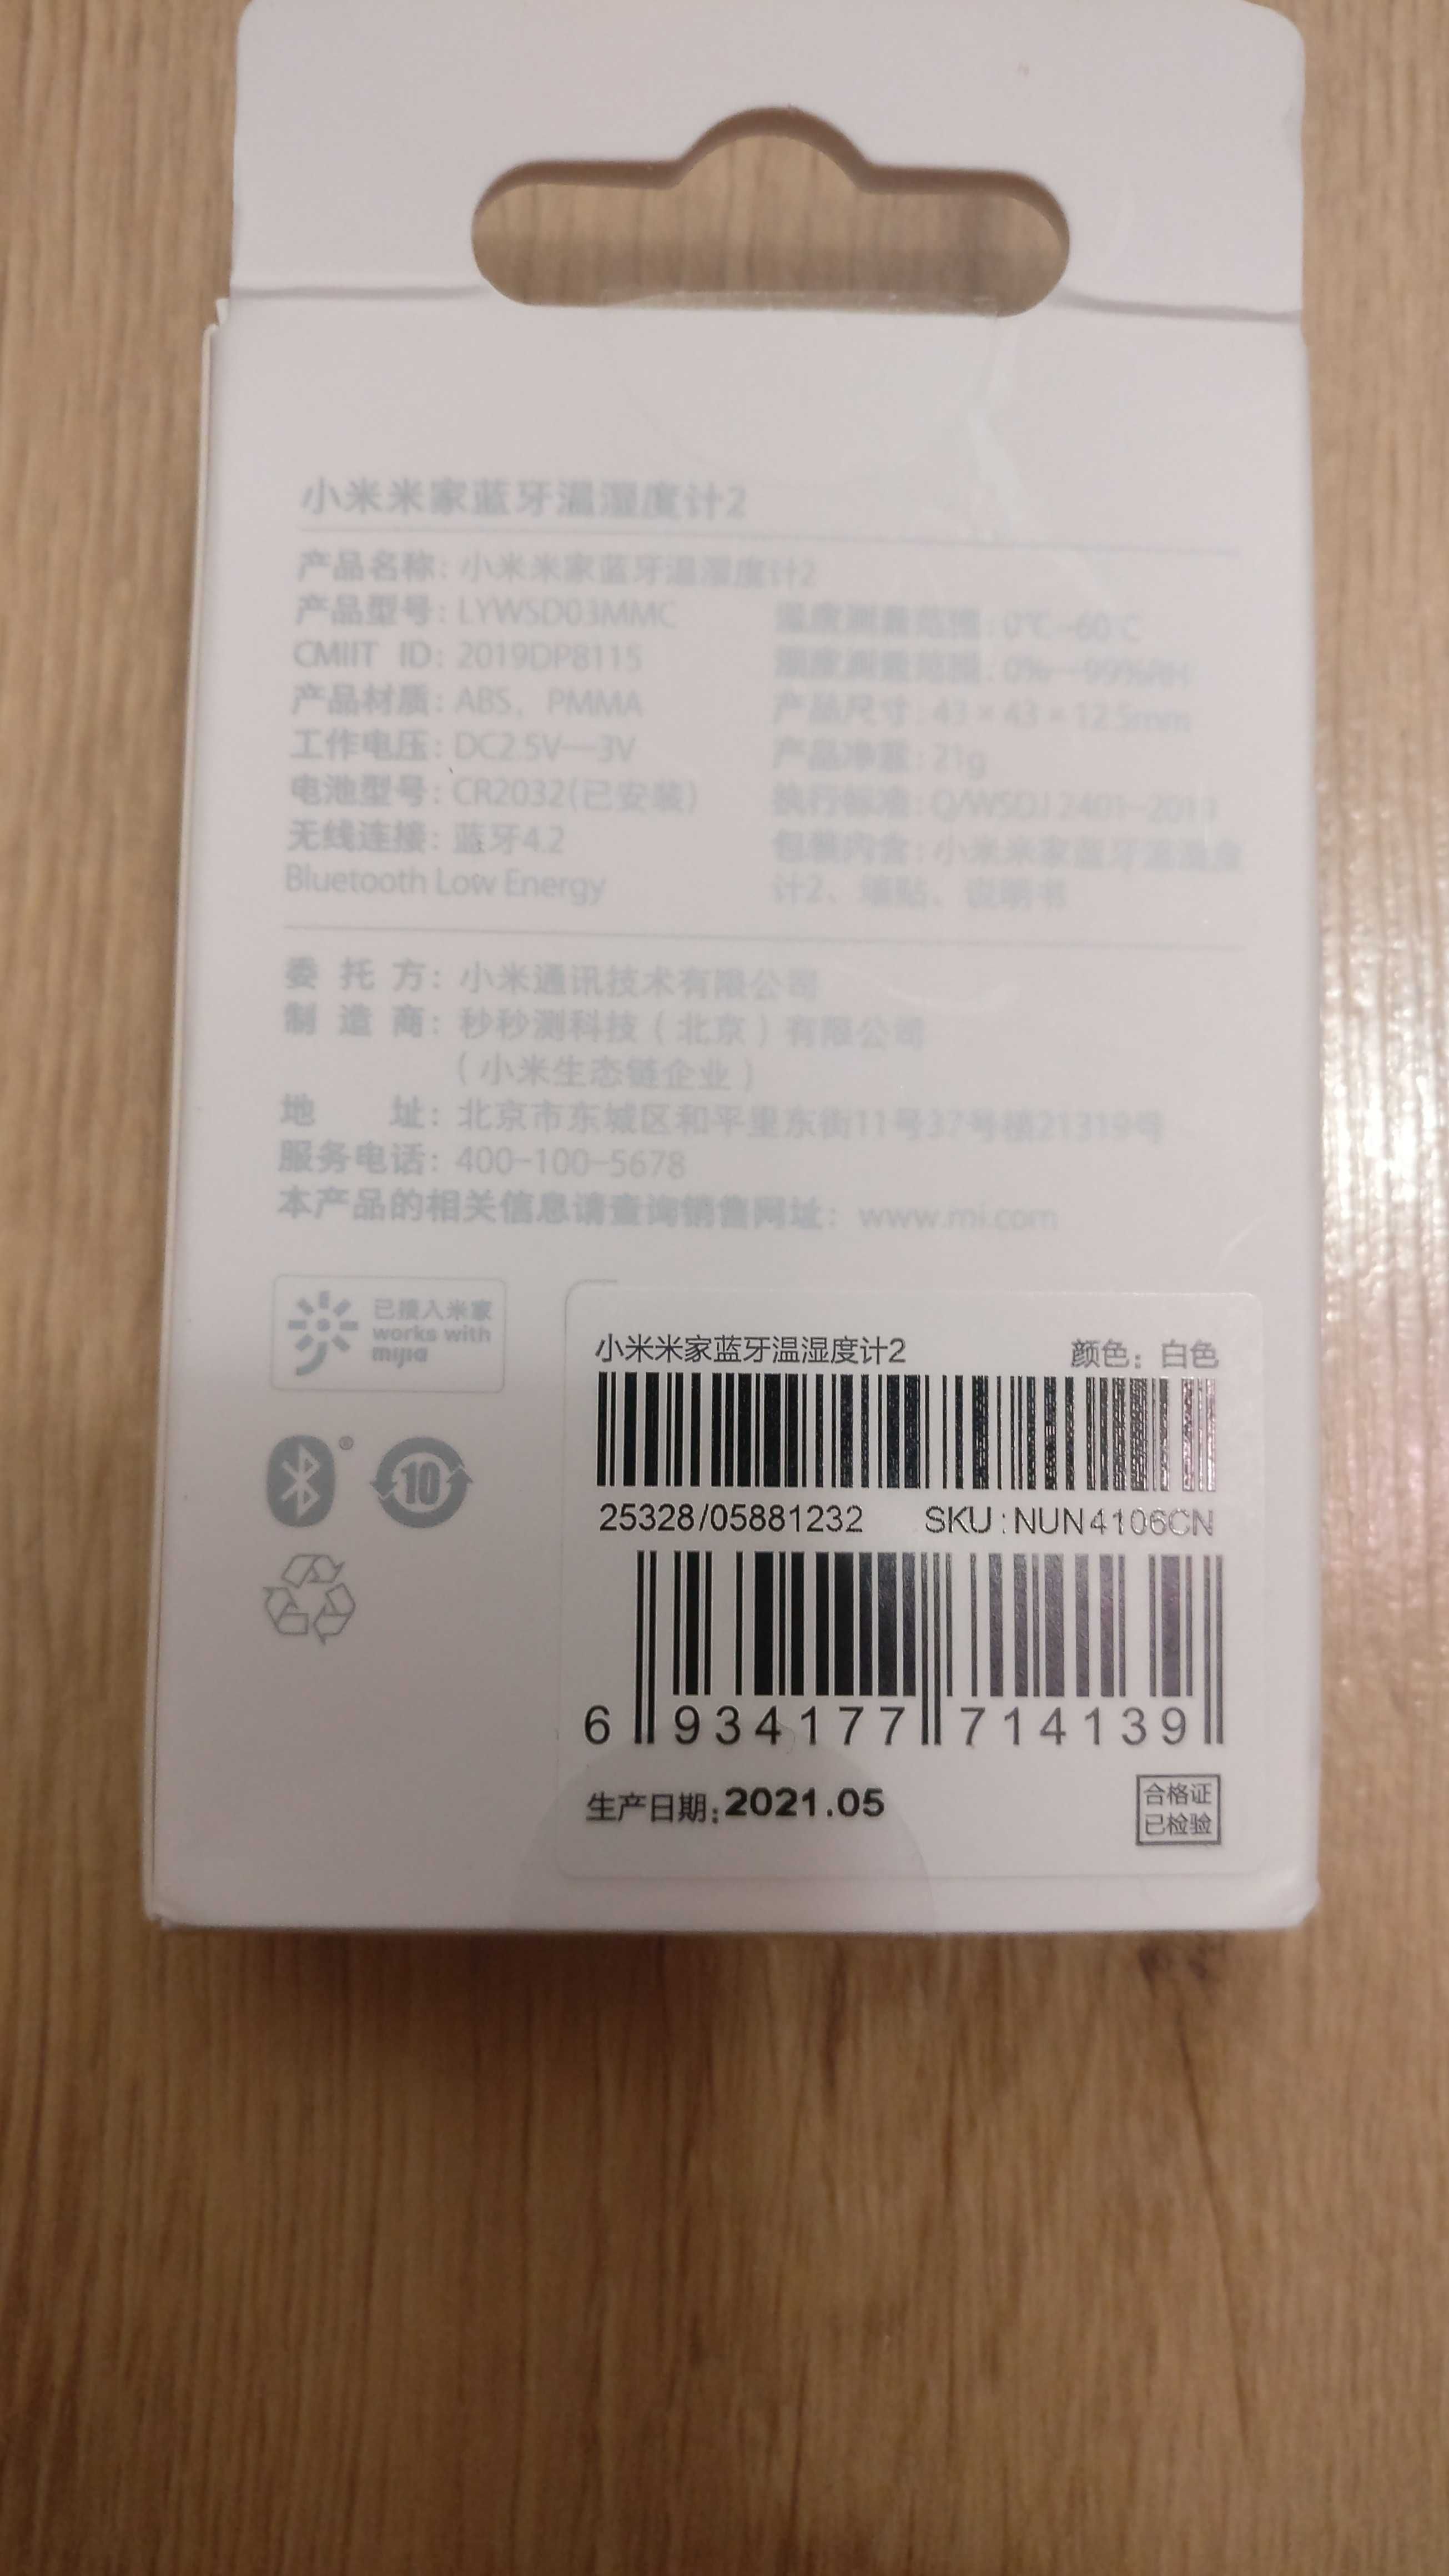 小米米家蓝牙温湿度计2
产品名称：小米米家蓝牙温湿度计2
产品型号：LYWSD03MMC
CMIIT ID：2019DP8115
产品材质：ABS，PMMA
工作电压：DC2.5V—3V
电池型号：CR2032(已安装)
无线连接：蓝牙4.2
Bluetooth Low Energy
温度测量范围：0℃-60℃
湿度测量范围：0%-99%RH
产品尺寸：43×43×12.5mm
产品净重：21g
执行标准：
包装内含：小米米家蓝牙温湿度
计2、墙贴、说明书
委托方：小米通讯技术有限公司
制造商：秒秒测科技（北京）有限公司
（小米生态链企业）
地址：北京市东城区和平里东街11号37号楼21319号
服务电话：400-100-5678
本产品的相关信息请查询销售网址：www.mi.com
已接入米家
works with
mijia
10
小米米家蓝牙温湿度计2 颜色：白色
25328/05881232 SKU:NUN4106CN
6 934177 714139
生产日期:2021.05
合格证
已检验